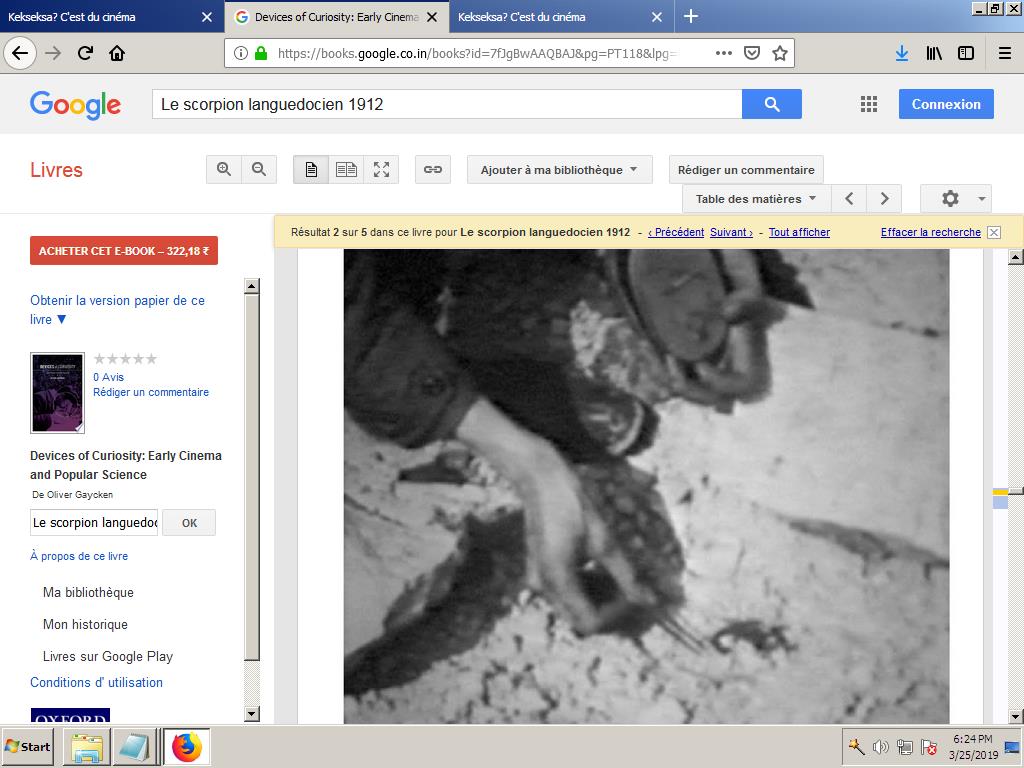 Kekseksa? C'est du cinéma
Devices of Curiosity: Early Cinema
Kekseksa? C'est du cinéma
https://books.google.co.in/books?id=7fJgBwAAQBAJ&pg=PT118&lpg=
Google
Le scorpion languedocien 1912
Connexion
Livres
Ajouter à ma bibliothèque
Rédiger un commentaire
Table des matières
Résultat 2 sur 5 dans ce livre pour Le scorpion languedocien 1912 - ‹ Précédent Suivant › - Tout afficher
Effacer la recherche
ACHETER CET E-BOOK – 322,18 ₹
Obtenir la version papier de ce
livre ▼
DEVICES of CURIOSITY
0 Avis
Rédiger un commentaire
Devices of Curiosity: Early Cinema
and Popular Science
De Oliver Gaycken
Le scorpion languedoc
OK
À propos de ce livre
Ma bibliothèque
Mon historique
Livres sur Google Play
Conditions d' utilisation
OXFORD
Start
6:24 PM
3/25/2019